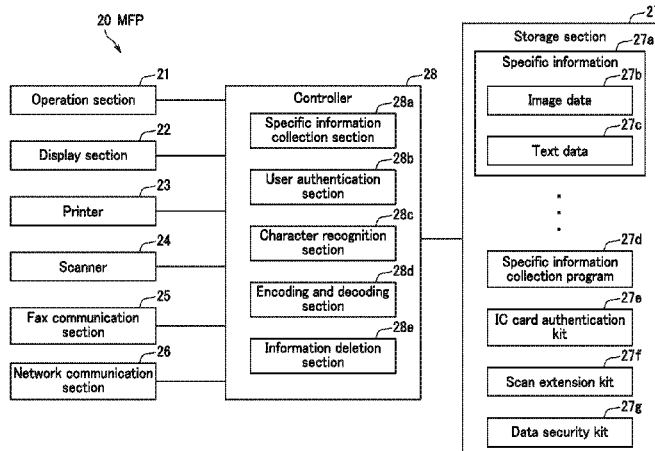 20 MFP
21
Operation section
22
Display section
23
Printer
24
Scanner
25
Fax communication
section
26
Network communication
section
28
Controller
28a
Specific information
collection section
28b
User authentication
section
28c
Character recognition
section
28d
Encoding and decoding
section
28e
Information deletion
section
27
Storage section
27a
Specific information
27b
Image data
27c
Text data
27d
Specific information
collection program
27e
IC card authentication
kit
27f
Scan extension kit
27g
Data security kit